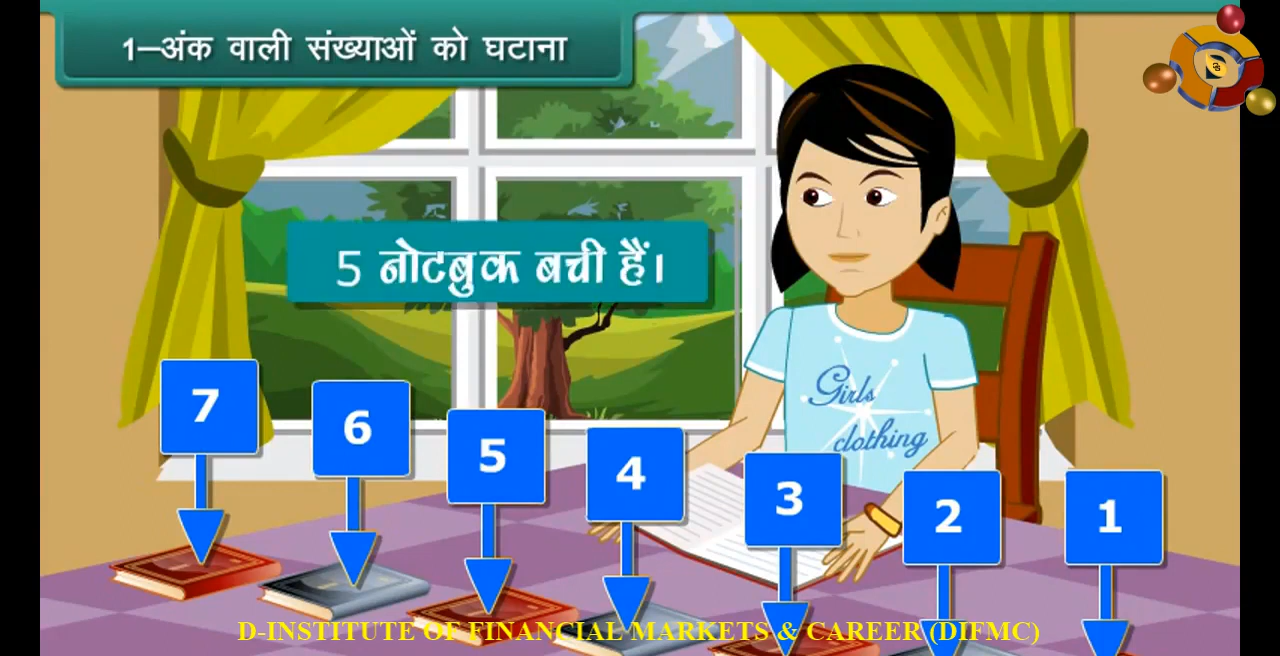 1–अंक वाली संख्याओं को घटाना
5 नोटबुक बची हैं।
Girls
clothing
7
6
5
4
3
2
1
D-INSTITUTE OF FINANCIAL MARKETS & CAREER (DIFMC)